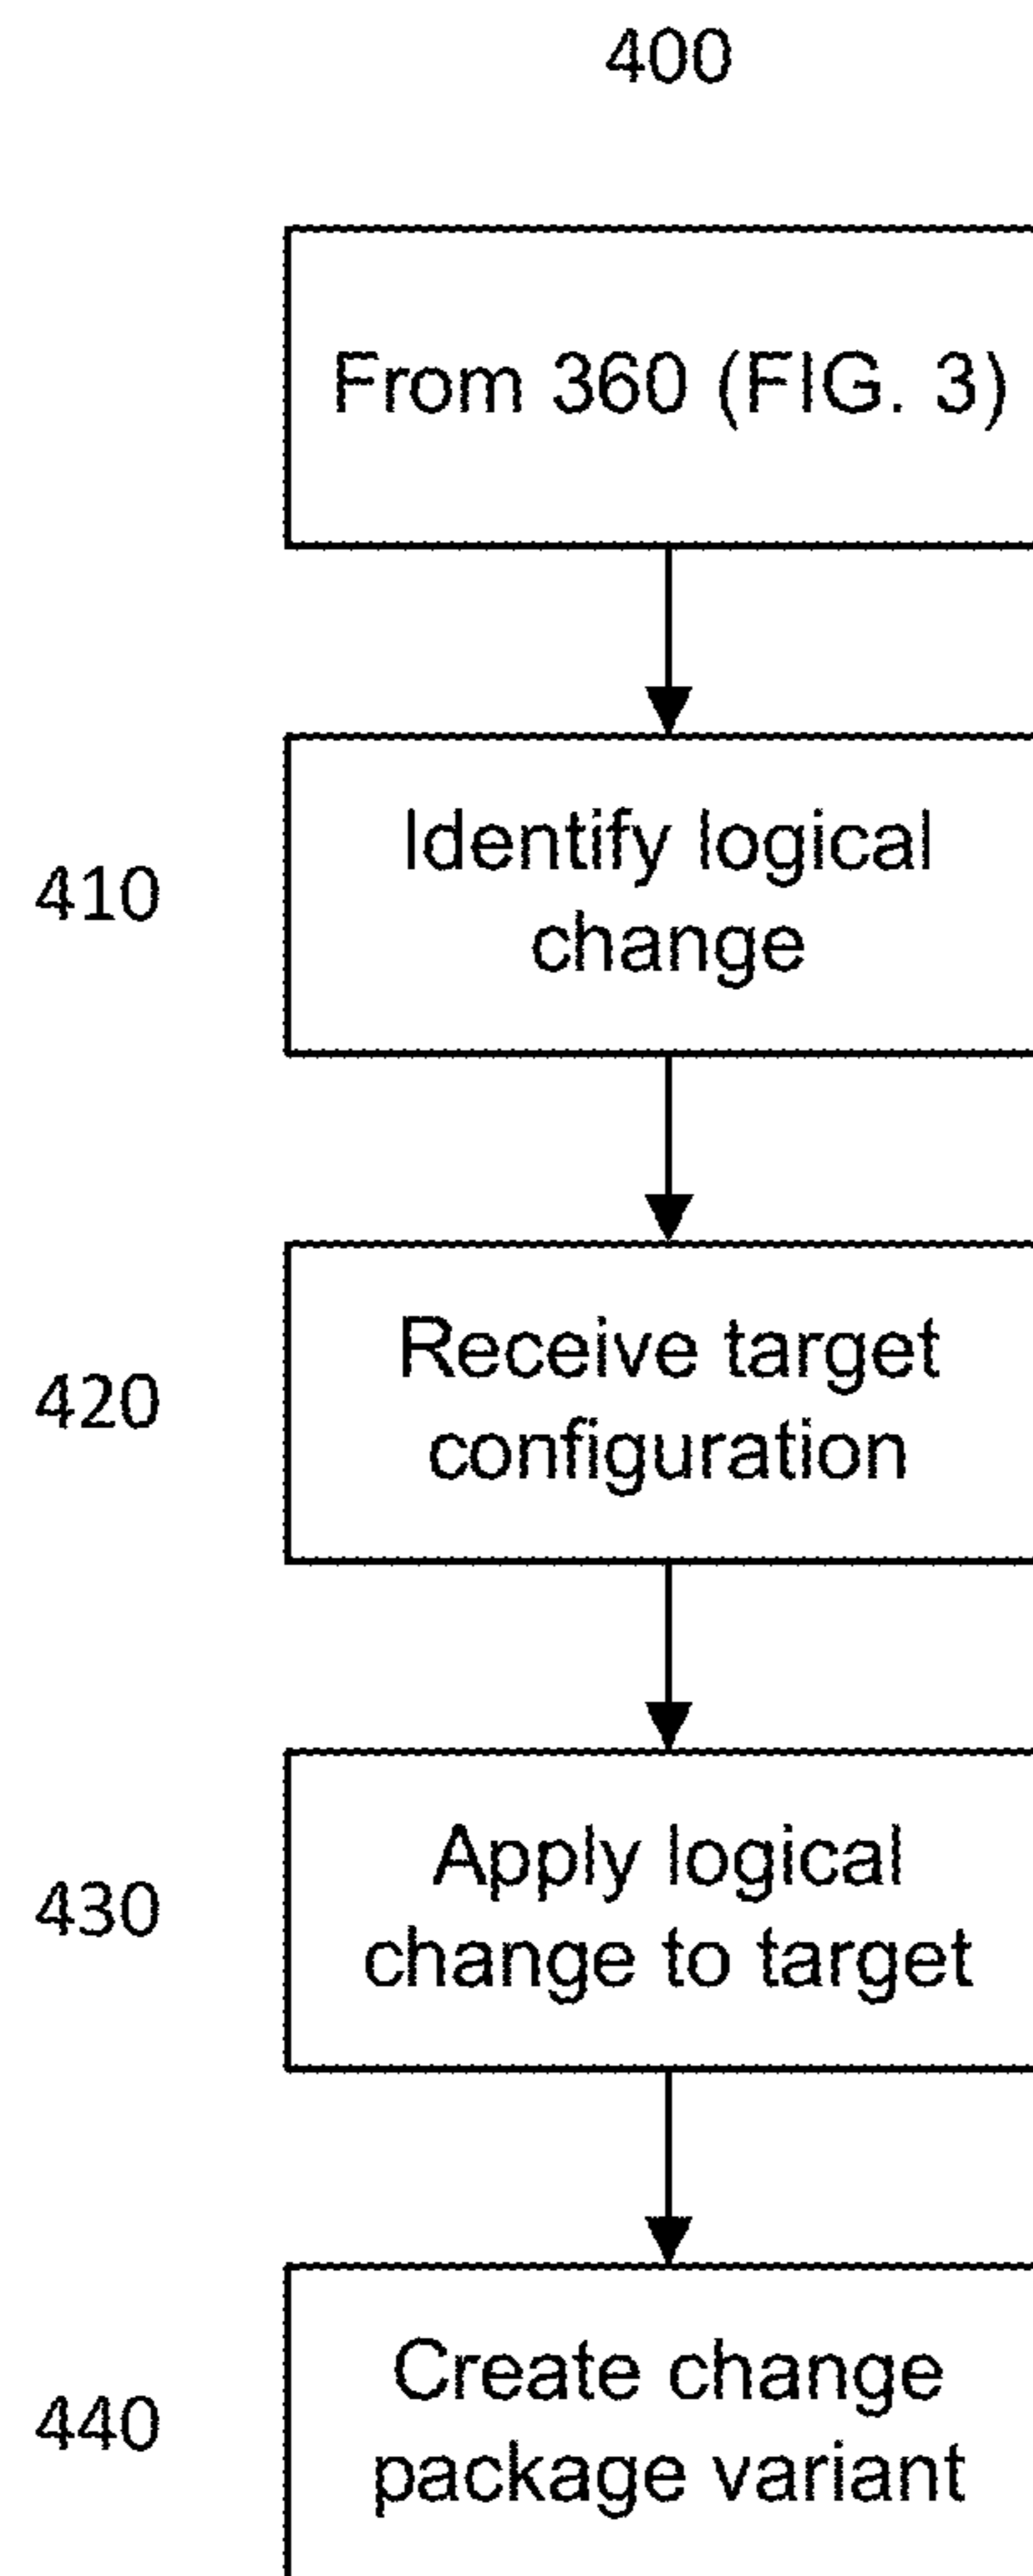 400
From 360 (FIG. 3)
410
Identify logical
change
420
Receive target
configuration
430
Apply logical
change to target
440
Create change
package variant